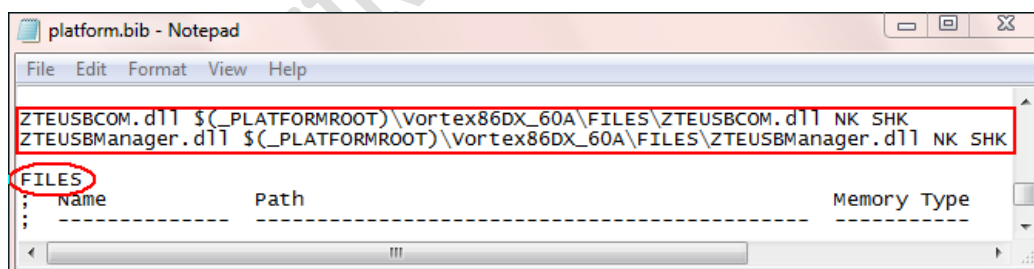 platform.bib - Notepad
File Edit Format View Help
ZTEUSBCOM.dll $(_PLATFORMROOT)\Vortex86DX_60A\FILES\ZTEUSBCOM.dll NK SHK
ZTEUSBManager.dll $(_PLATFORMROOT)\Vortex86DX_60A\FILES\ZTEUSBManager.dll NK SHK
FILES
; Name Path Memory Type
; -------------- ------------------------------------------------ -----------